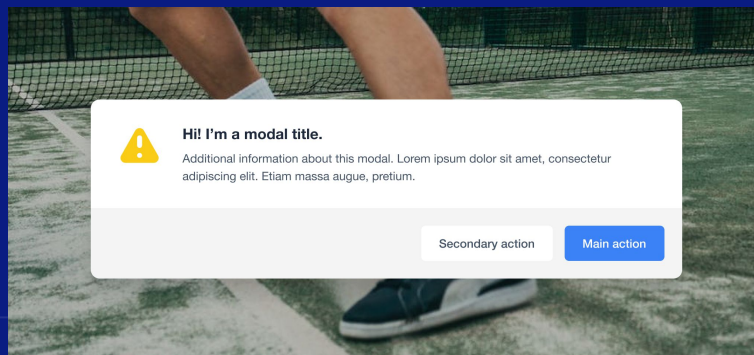 Hi! I’m a modal title.
Additional information about this modal. Lorem ipsum dolor sit amet, consectetur
adipiscing elit. Etiam massa augue, pretium.
Secondary action
Main action